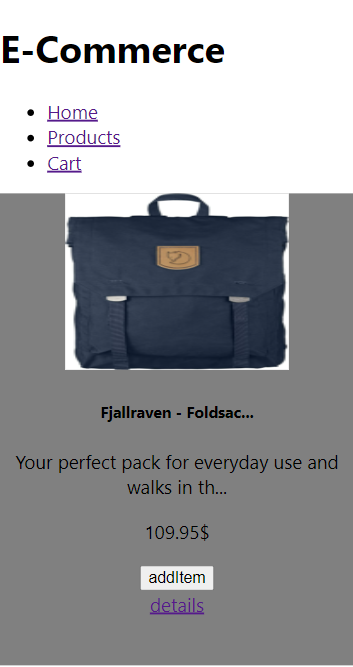 E-Commerce
Home
Products
Cart
Fjallraven - Foldsac...
Your perfect pack for everyday use and
walks in th...
109.95$
addItem
details